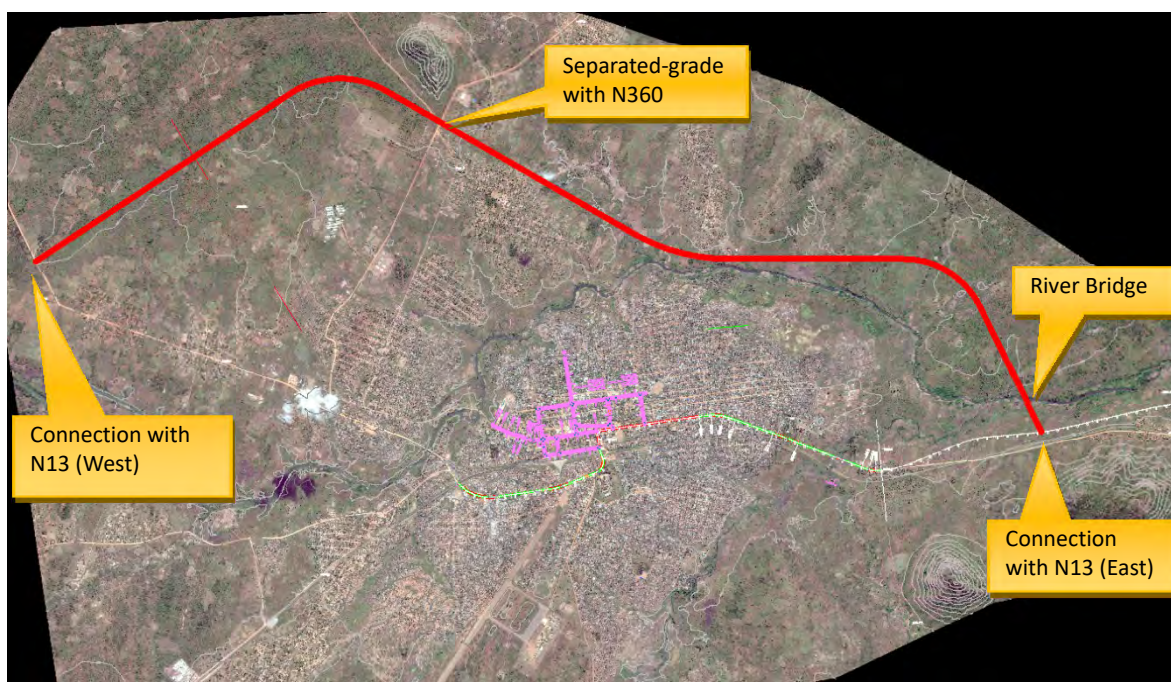 Separated-grade
with N360
River Bridge
Connection with
N13 (West)
Connection
with N13 (East)